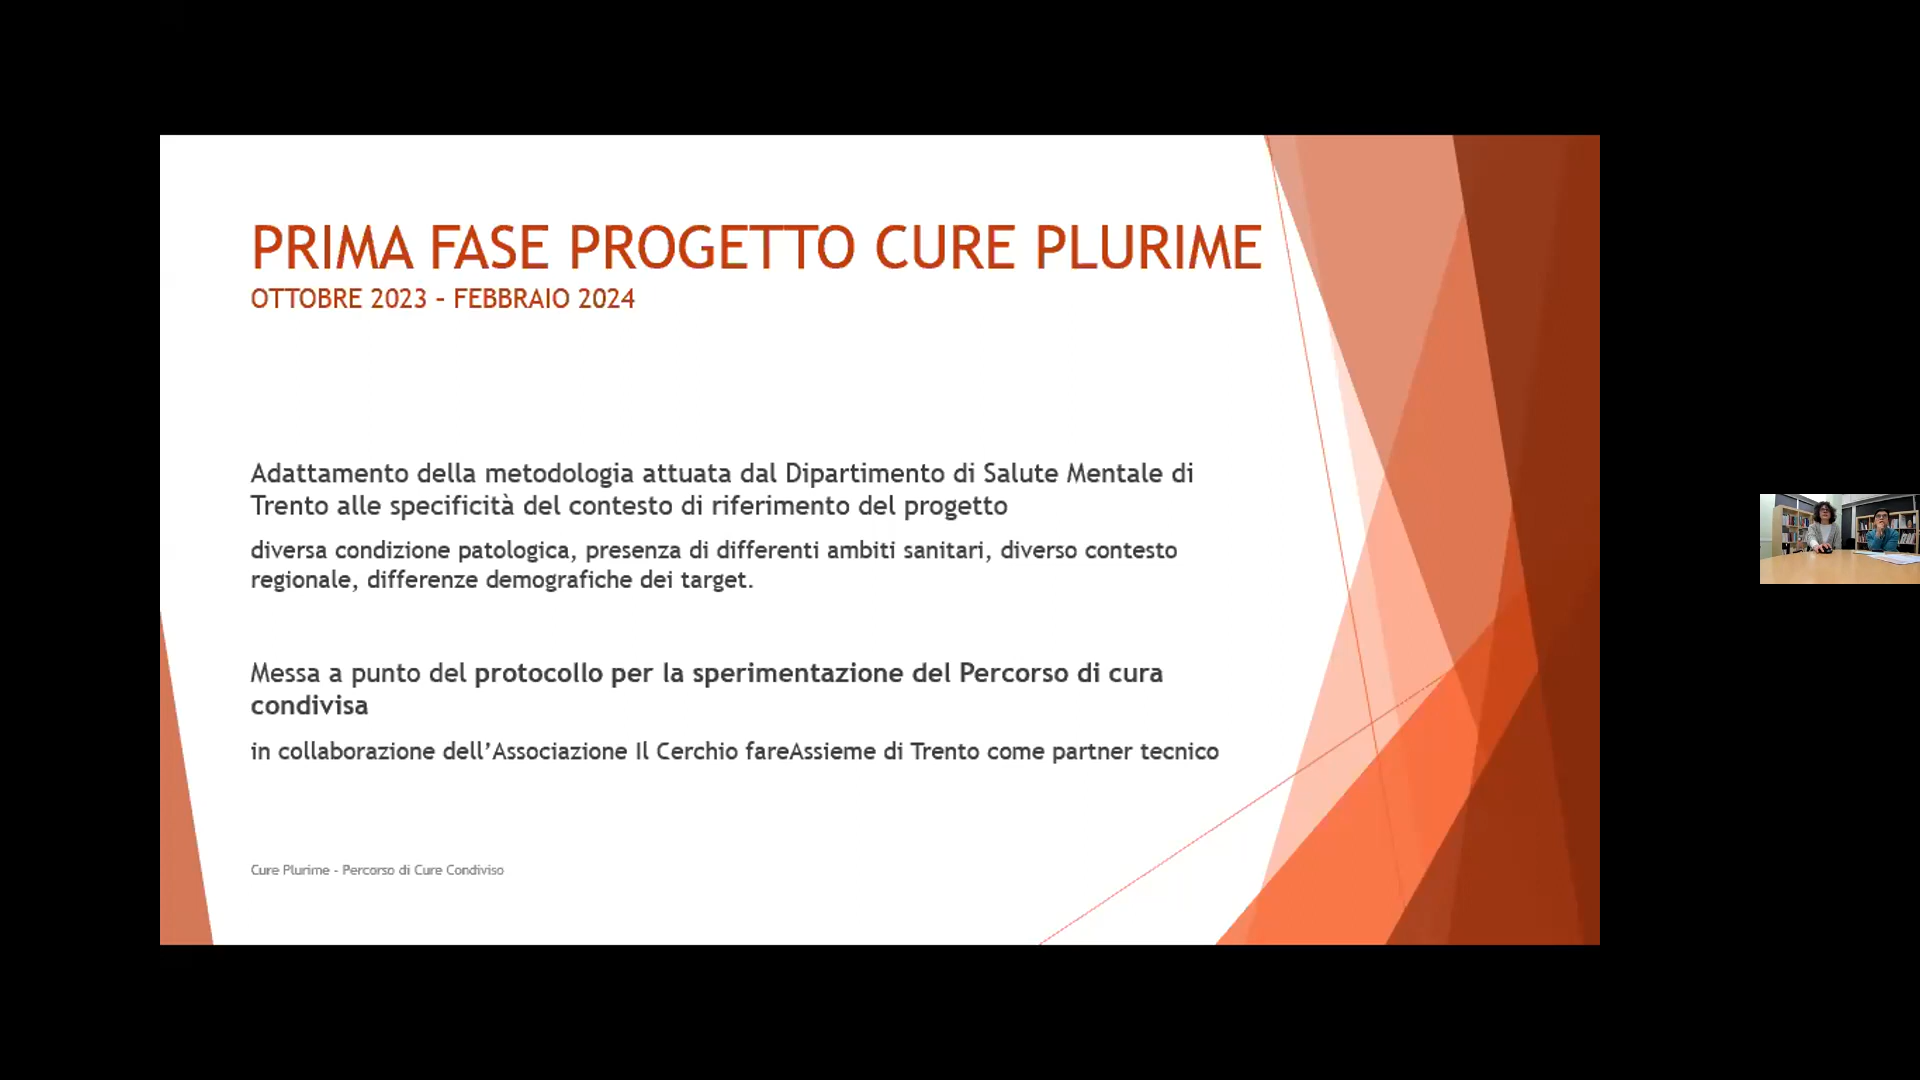 PRIMA FASE PROGETTO CURE PLURIME
OTTOBRE 2023 – FEBBRAIO 2024
Adattamento della metodologia attuata dal Dipartimento di Salute Mentale di
Trento alle specificità del contesto di riferimento del progetto
diversa condizione patologica, presenza di differenti ambiti sanitari, diverso contesto
regionale, differenze demografiche dei target.
Messa a punto del protocollo per la sperimentazione del Percorso di cura
condivisa
in collaborazione dell’Associazione Il Cerchio fareAssieme di Trento come partner tecnico
Cure Plurime - Percorso di Cure Condiviso